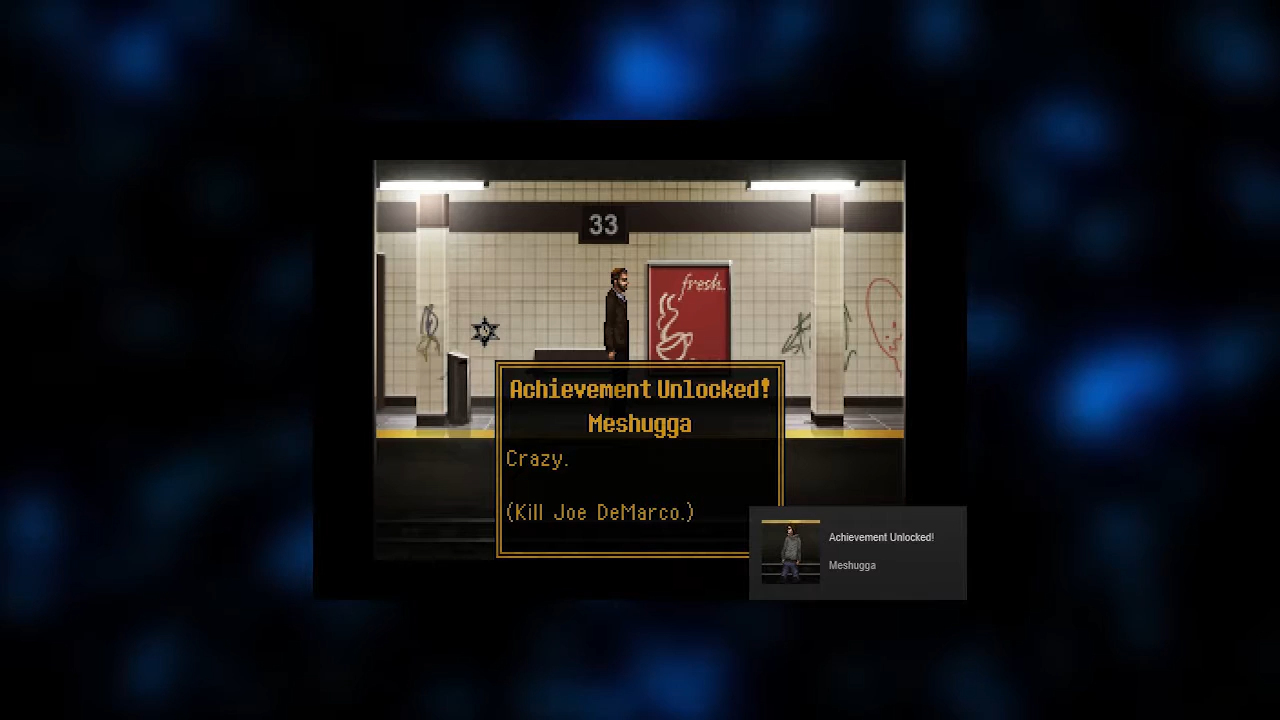 33
fresh.
Achievement Unlocked!
Meshugga
Crazy.
(Kill Joe DeMarco.)
Achievement Unlocked!
Meshugga